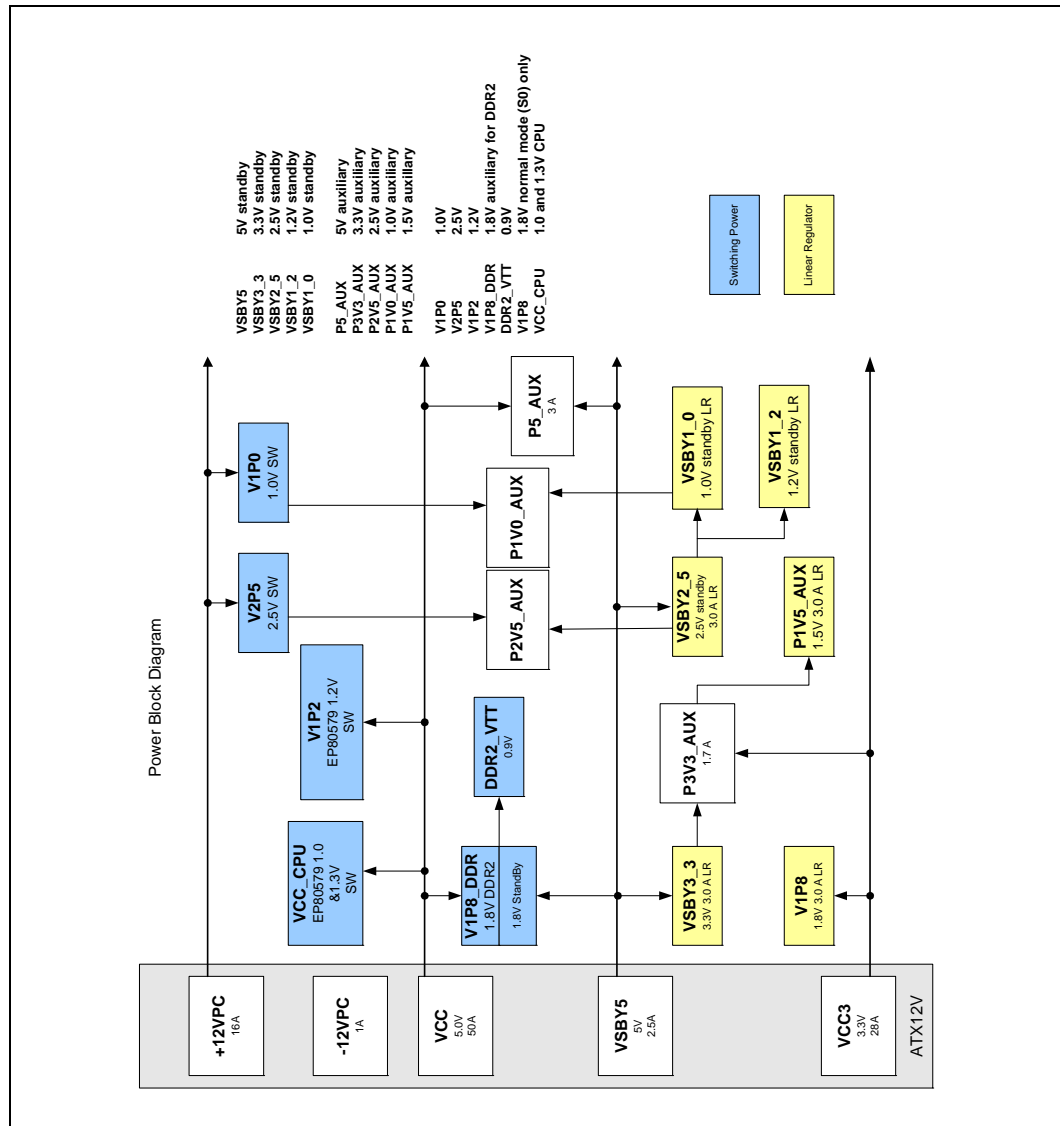 Power Block Diagram
ATX12V
+12VPC
16A
-12VPC
1A
VCC
5.0V
50A
VSBY5
5V
2.5A
VCC3
3.3V
28A
VCC_CPU
EP80579 1.0
&1.3V
SW
V1P2
EP80579 1.2V
SW
V2P5
2.5V SW
V1P0
1.0V SW
V1P8_DDR
1.8V DDR2
1.8V StandBy
DDR2_VTT
0.9V
P2V5_AUX
P1V0_AUX
P5_AUX
3 A
VSBY3_3
3.3V 3.0 A LR
P3V3_AUX
1.7 A
VSBY2_5
2.5V standby
3.0 A LR
VSBY1_0
1.0V standby LR
V1P8
1.8V 3.0 A LR
P1V5_AUX
1.5V 3.0 A LR
VSBY1_2
1.2V standby LR
VSBY5 5V standby
VSBY3_3 3.3V standby
VSBY2_5 2.5V standby
VSBY1_2 1.2V standby
VSBY1_0 1.0V standby
P5_AUX 5V auxiliary
P3V3_AUX 3.3V auxiliary
P2V5_AUX 2.5V auxiliary
P1V0_AUX 1.0V auxiliary
P1V5_AUX 1.5V auxiliary
V1P0 1.0V
V2P5 2.5V
V1P2 1.2V
V1P8_DDR 1.8V auxiliary for DDR2
DDR2_VTT 0.9V
V1P8 1.8V normal mode (S0) only
VCC_CPU 1.0 and 1.3V CPU
Switching Power
Linear Regulator